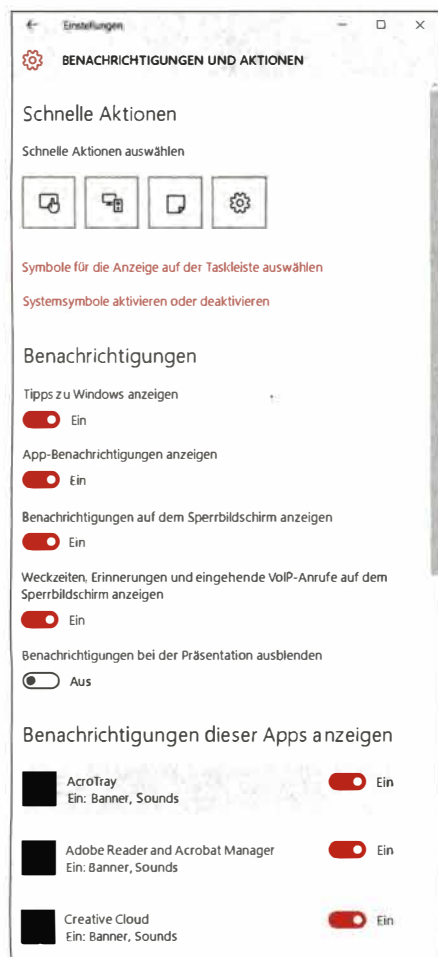 Einstellungen
BENACHRICHTIGUNGEN UND AKTIONEN
Schnelle Aktionen
Schnelle Aktionen auswählen
Symbole für die Anzeige auf der Taskleiste auswählen
Systemsymbole aktivieren oder deaktivieren
Benachrichtigungen
Tipps zu Windows anzeigen
Ein
App-Benachrichtigungen anzeigen
Ein
Benachrichtigungen auf dem Sperrbildschirm anzeigen
Ein
Weckzeiten, Erinnerungen und eingehende VoIP-Anrufe auf dem
Sperrbildschirm anzeigen
Ein
Benachrichtigungen bei der Präsentation ausblenden
Aus
Benachrichtigungen dieser Apps anzeigen
AcroTray
Ein
Ein: Banner, Sounds
Adobe Reader and Acrobat Manager
Ein
Ein: Banner, Sounds
Creative Cloud
Ein
Ein: Banner, Sounds